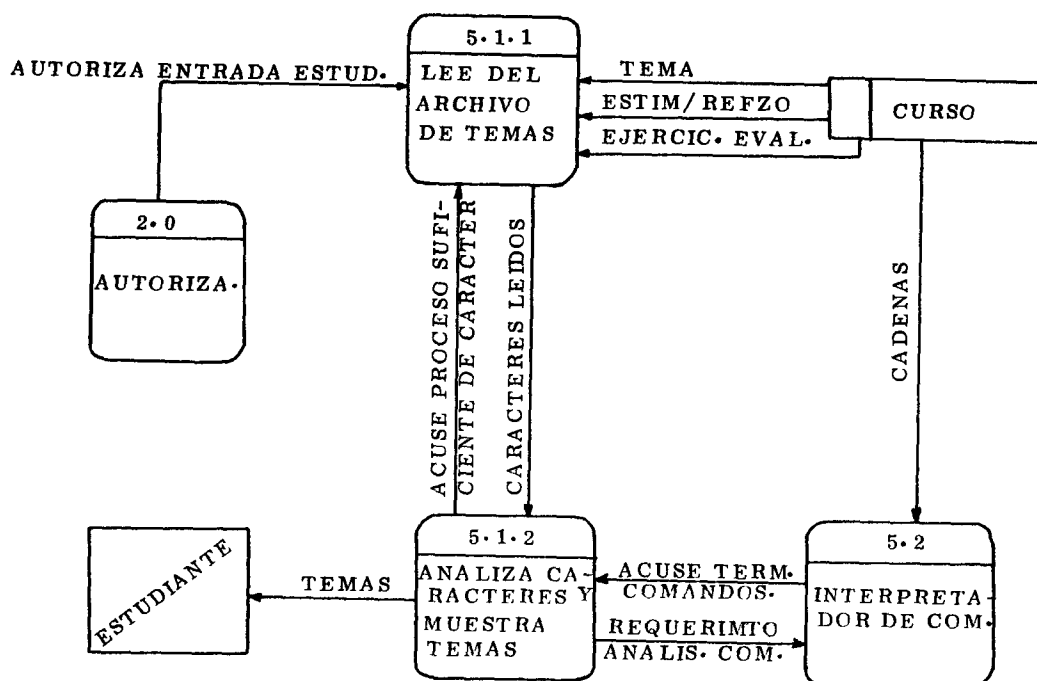 5.1.1
LEE DEL
ARCHIVO
DE TEMAS
AUTORIZA ENTRADA ESTUD.
TEMA
ESTIM/REFZO
EJERCIC. EVAL.
CURSO
2.0
AUTORIZA.
ACUSE PROCESO SUFI-
CIENTE DE CARACTER
CARACTERES LEIDOS
CADENAS
ESTUDIANTE
TEMAS
5.1.2
ANALIZA CA-
RACTERES Y
MUESTRA
TEMAS
ACUSE TERM.
COMANDOS.
REQUERIMTO
ANALIS. COM.
5.2
INTERPRETA-
DOR DE COM.